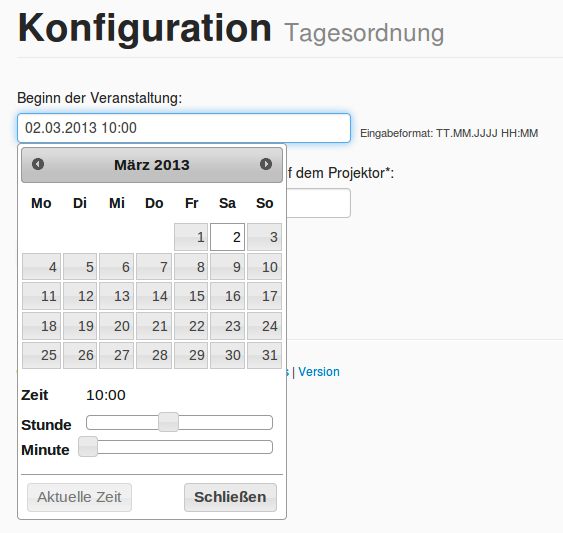 Konfiguration Tagesordnung
Beginn der Veranstaltung:
02.03.2013 10:00
Eingabeformat: TT.MM.JJJJ HH:MM
März 2013
f dem Projektor*:
Mo Di Mi Do Fr Sa So
1 2 3
4 5 6 7 8 9 10
11 12 13 14 15 16 17
18 19 20 21 22 23 24
25 26 27 28 29 30 31
s | Version
Zeit 10:00
Stunde
Minute
Aktuelle Zeit Schließen